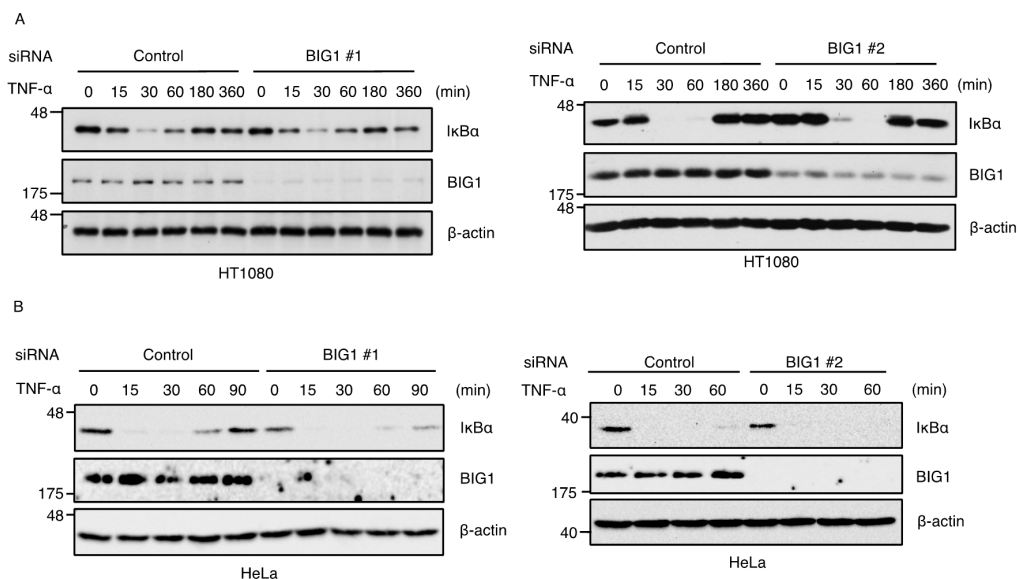 A
siRNA Control BIG1 #1
TNF-α 0 15 30 60 180 360 0 15 30 60 180 360 (min)
48
IκBα
BIG1
175
48
β-actin
HT1080
siRNA Control BIG1 #2
TNF-α 0 15 30 60 180 360 0 15 30 60 180 360 (min)
48
IκBα
BIG1
175
48
β-actin
HT1080
B
siRNA Control BIG1 #1
TNF-α 0 15 30 60 90 0 15 30 60 90 (min)
48
IκBα
BIG1
175
48
β-actin
HeLa
siRNA Control BIG1 #2
TNF-α 0 15 30 60 0 15 30 60 (min)
40
IκBα
BIG1
175
β-actin
40
HeLa